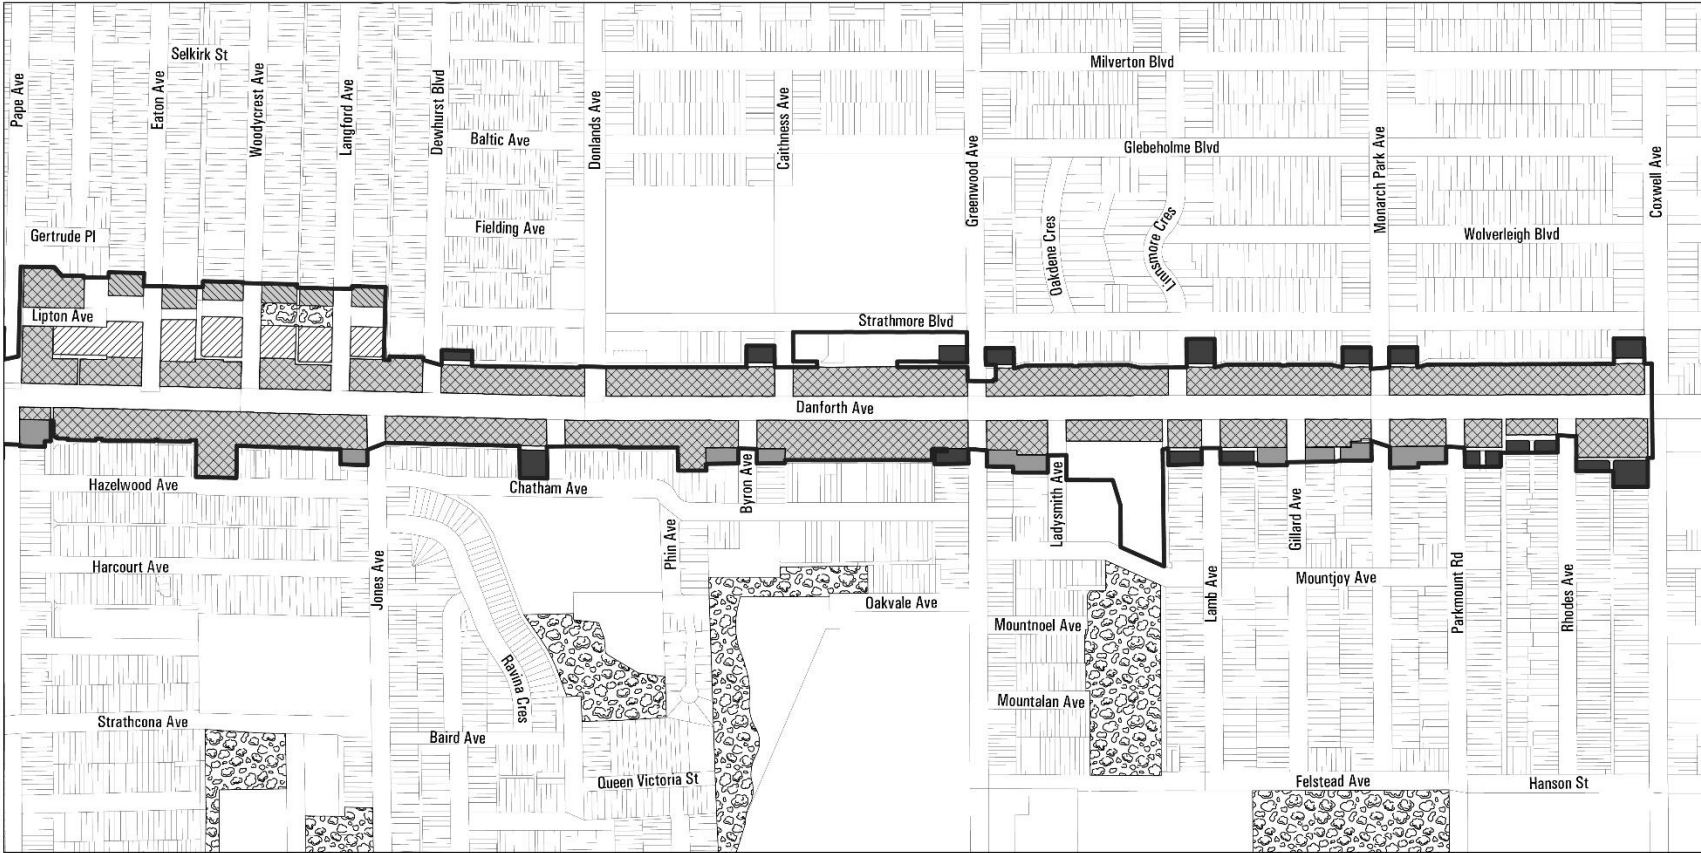 Selkirk St
Milverton Blvd
Pape Ave
Eaton Ave
Woodycrest Ave
Langford Ave
Dewhurst Blvd
Donlands Ave
Caithness Ave
Greenwood Ave
Monarch Park Ave
Coxwell Ave
Baltic Ave
Glebeholme Blvd
Gertrude Pl
Fielding Ave
Oakdene Cres
Linnsmore Cres
Wolverleigh Blvd
Lipton Ave
Strathmore Blvd
Danforth Ave
Hazelwood Ave
Chatham Ave
Byron Ave
Ladysmith Ave
Gillard Ave
Harcourt Ave
Jones Ave
Phin Ave
Oakvale Ave
Lamb Ave
Mountjoy Ave
Parkmount Rd
Rhodes Ave
Mountnoel Ave
Ravina Cres
Mountalan Ave
Strathcona Ave
Baird Ave
Queen Victoria St
Felstead Ave
Hanson St